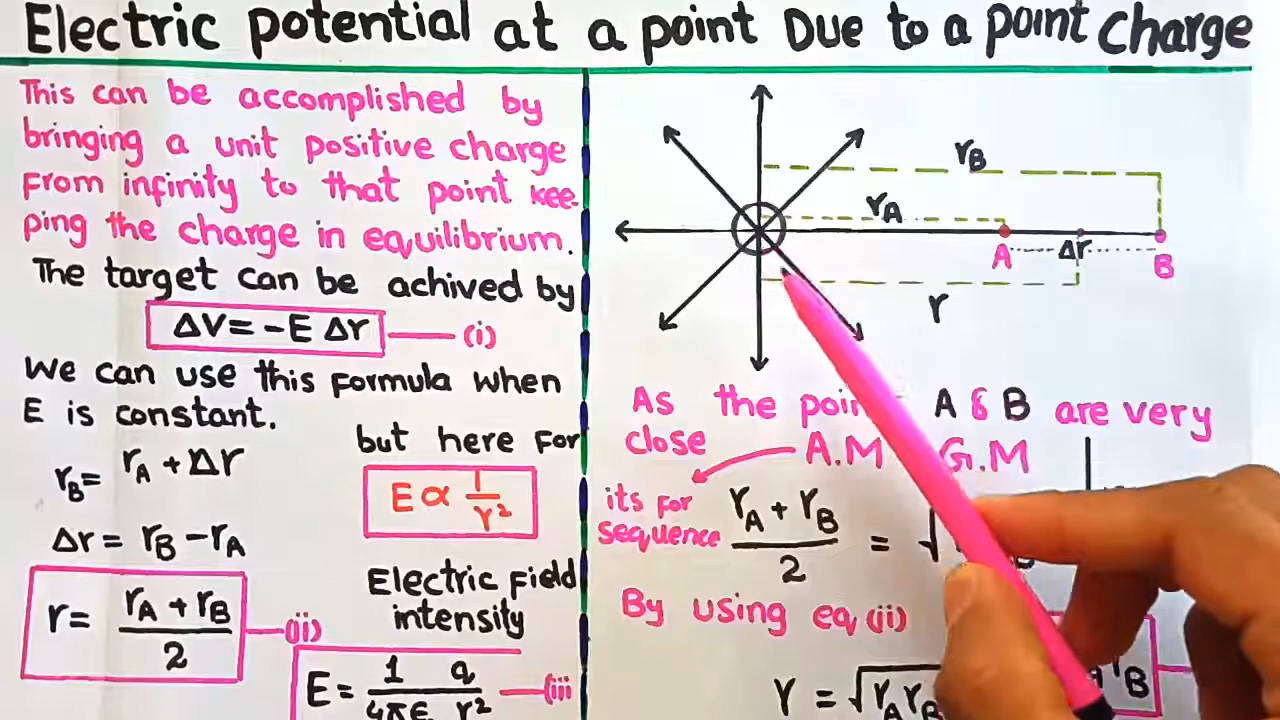 Electric potential at a point Due to a point charge
This can be accomplished by
bringing a unit positive charge
From infinity to that point kee-
ping the charge in equilibrium.
The target can be achived by
ΔV = -E Δr (i)
We can use this formula when
E is constant.
but here For
rB = rA + Δr
E ∝ 1/r²
Δr = rB - rA
Electric Field
intensity
r = (rA + rB)/2 (ii)
E = 1/4πε q/r² (iii
rB
rA
A
Δr
B
r
As the poin A & B are very
close A.M G.M
its for
sequence
(rA + rB)/2 = √
By using eq (ii)
r = √rA rB
rB